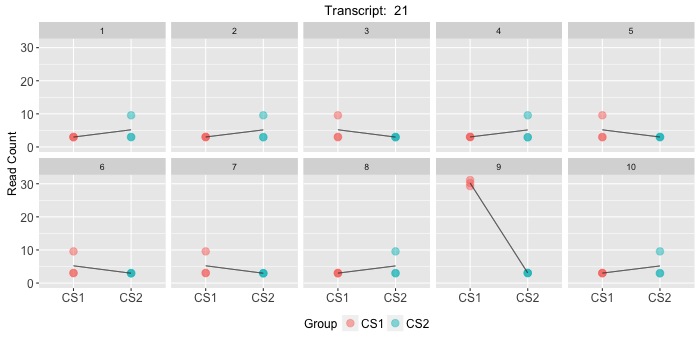 Transcript:  21
1 2 3 4 5
30
20
10
0
Read Count
6 7 8 9 10
30
20
10
0
CS1 CS2 CS1 CS2 CS1 CS2 CS1 CS2 CS1 CS2
Group CS1 CS2